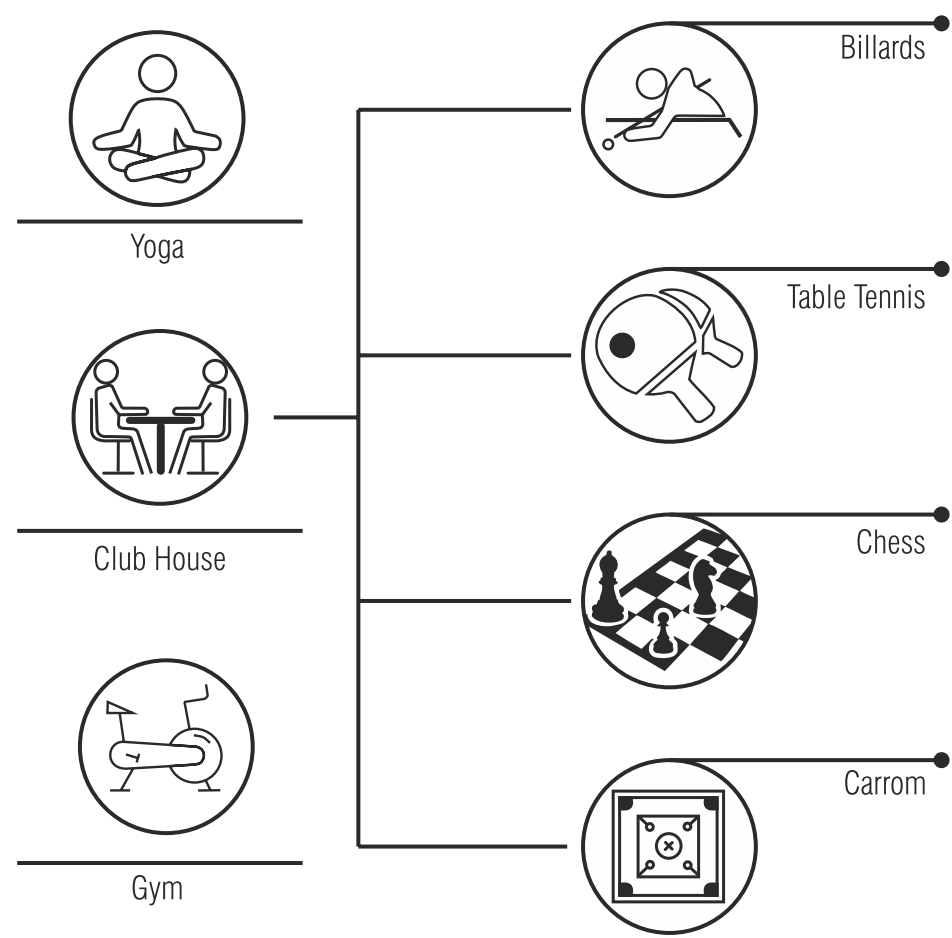 Yoga
Club House
Gym
Billards
Table Tennis
Chess
Carrom